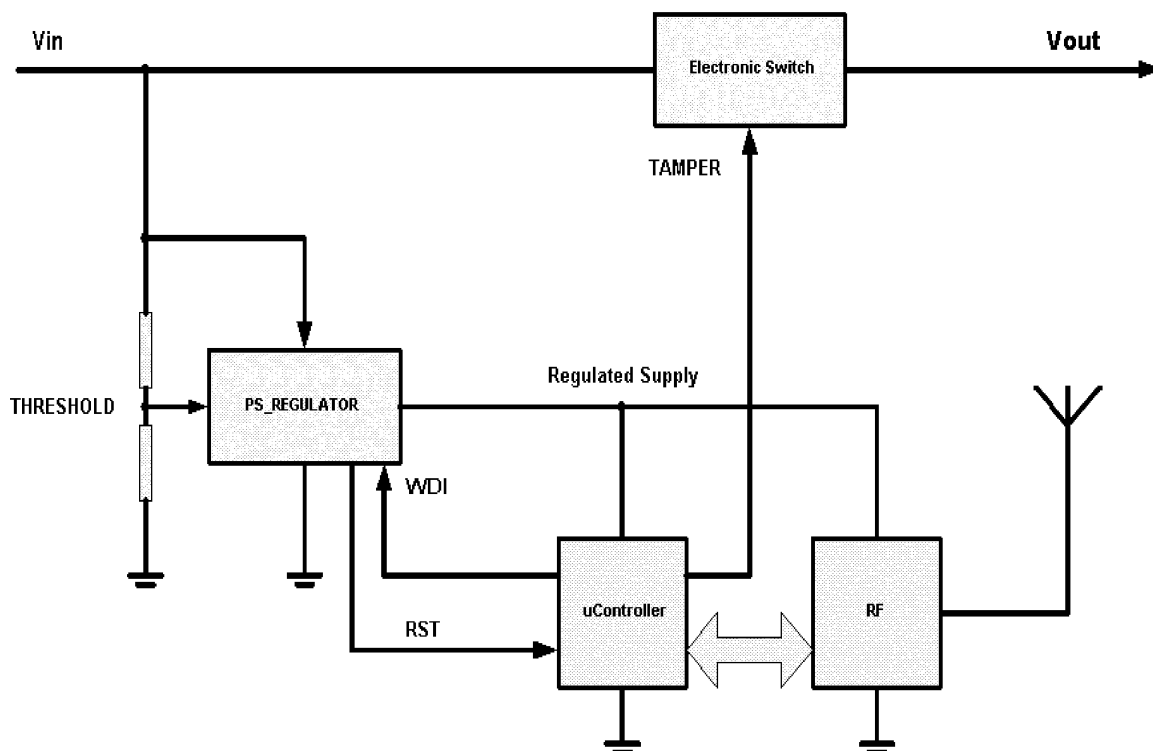 Vin
Vout
Electronic Switch
TAMPER
Regulated Supply
THRESHOLD
PS_REGULATOR
WDI
uController
RF
RST